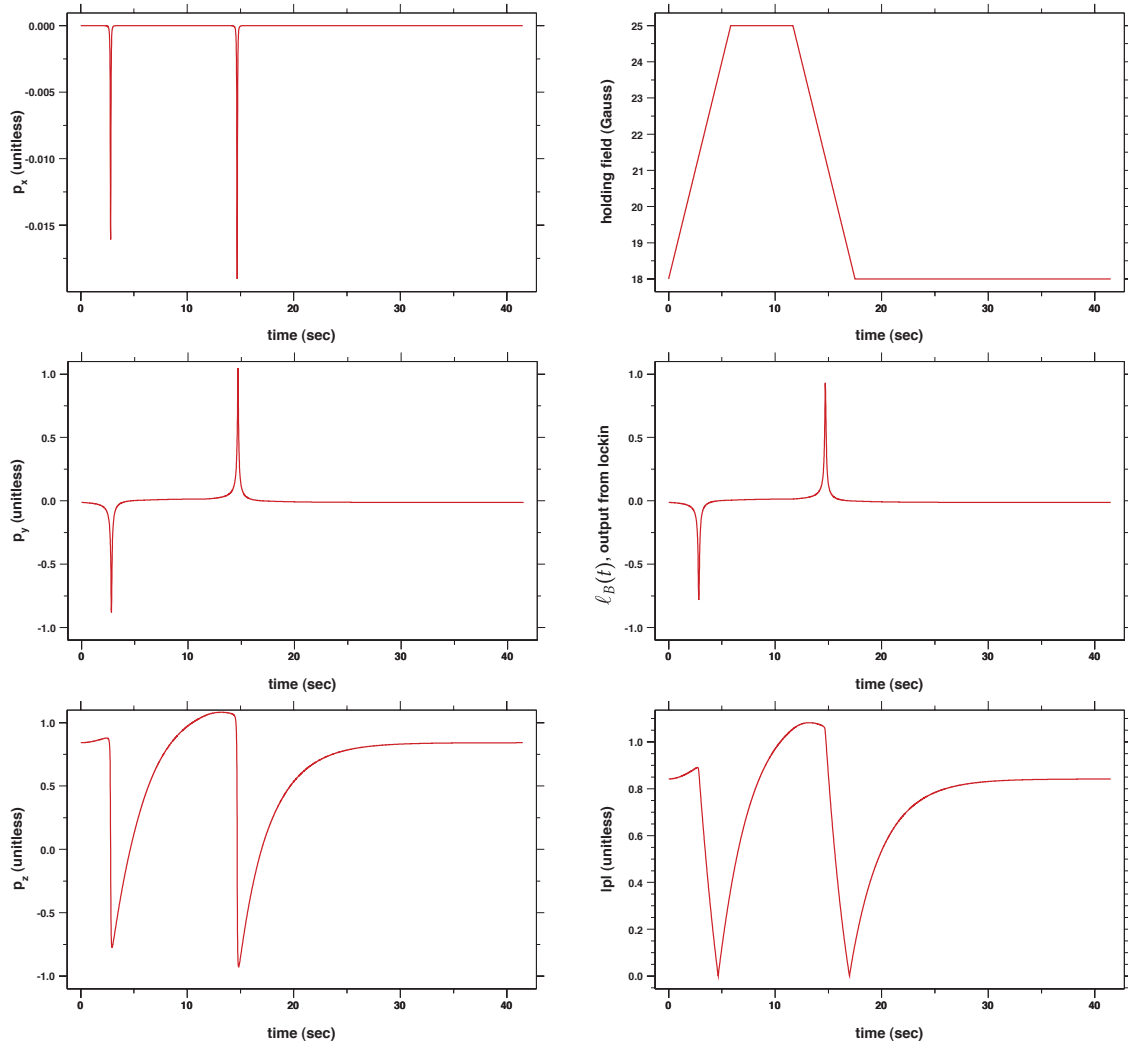 0.000
-0.005
-0.010
-0.015
p_x (unitless)
0 10 20 30 40
time (sec)
25
24
23
22
21
20
19
18
holding field (Gauss)
0 10 20 30 40
time (sec)
1.0
0.5
0.0
-0.5
-1.0
p_y (unitless)
0 10 20 30 40
time (sec)
1.0
0.5
0.0
-0.5
-1.0
ℓ_B(t), output from lockin
0 10 20 30 40
time (sec)
1.0
0.5
0.0
-0.5
-1.0
p_z (unitless)
0 10 20 30 40
time (sec)
1.0
0.8
0.6
0.4
0.2
0.0
|p| (unitless)
0 10 20 30 40
time (sec)